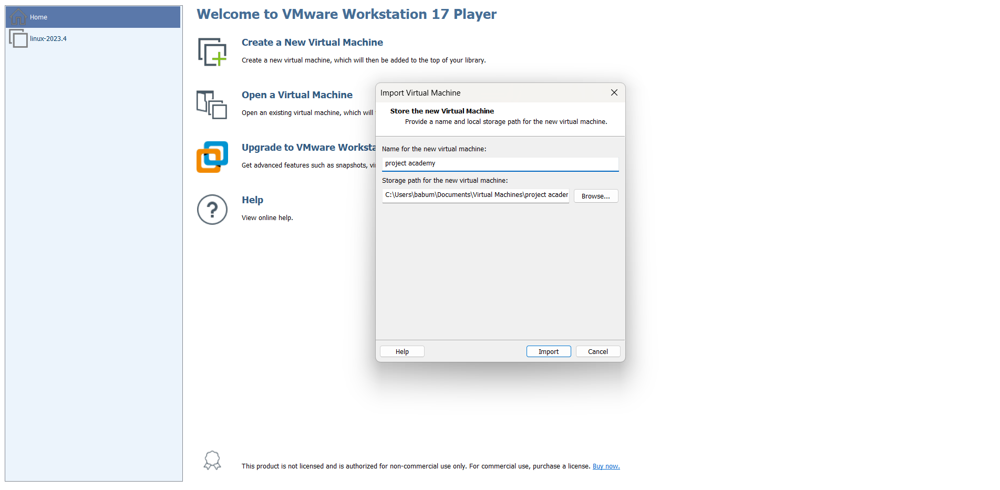 Home
linux-2023.4
Welcome to VMware Workstation 17 Player
Create a New Virtual Machine
Create a new virtual machine, which will then be added to the top of your library.
Open a Virtual Machine
Open an existing virtual machine, which will
Upgrade to VMware Worksta
Get advanced features such as snapshots, vi
Help
View online help.
Import Virtual Machine
Store the new Virtual Machine
Provide a name and local storage path for the new virtual machine.
Name for the new virtual machine:
project academy
Storage path for the new virtual machine:
C:\Users\babum\Documents\Virtual Machines\project acader
Browse...
Help
Import
Cancel
This product is not licensed and is authorized for non-commercial use only. For commercial use, purchase a license. Buy now.